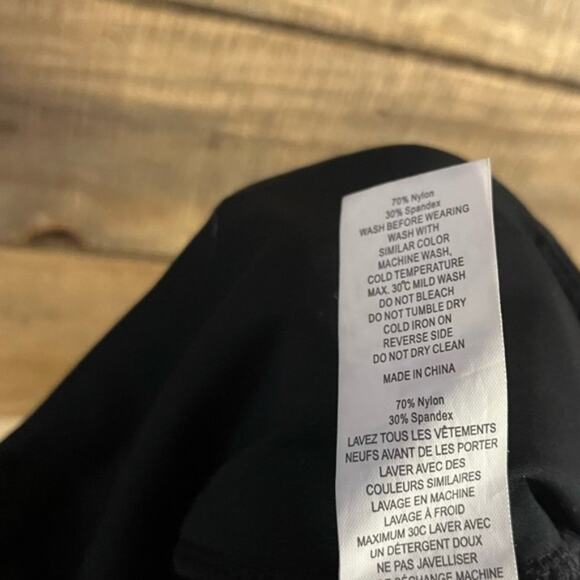 70% Nylon
30% Spandex
WASH BEFORE WEARING
WASH WITH
SIMILAR COLOR
MACHINE WASH,
COLD TEMPERATURE
MAX. 30°C MILD WASH
DO NOT BLEACH
DO NOT TUMBLE DRY
COLD IRON ON
REVERSE SIDE
DO NOT DRY CLEAN
MADE IN CHINA
70% Nylon
30% Spandex
LAVEZ TOUS LES VÊTEMENTS
NEUFS AVANT DE LES PORTER
LAVER AVEC DES
COULEURS SIMILAIRES
LAVAGE EN MACHINE
LAVAGE À FROID
MAXIMUM 30C LAVER AVEC
UN DÉTERGENT DOUX
NE PAS JAVELLISER
MACHINE